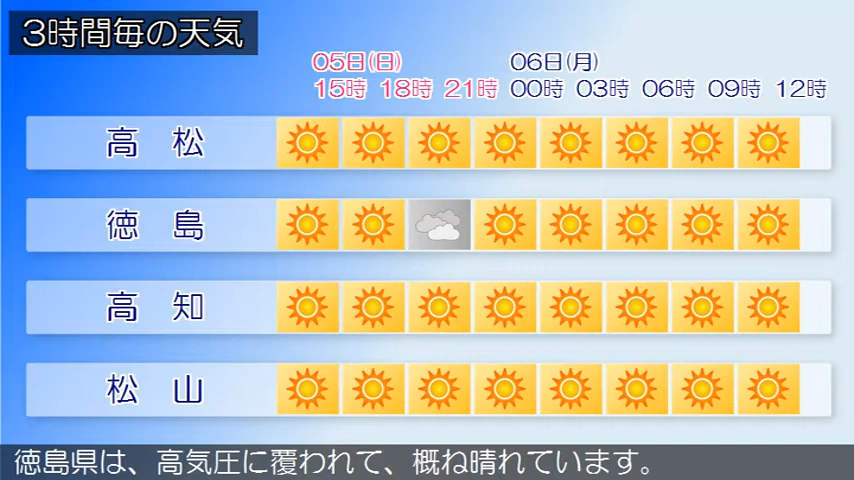 3時間毎の天気
05日(日) 06日(月)
15時 18時 21時 00時 03時 06時 09時 12時
高松
徳島
高知
松山
徳島県は、高気圧に覆われて、概ね晴れています。